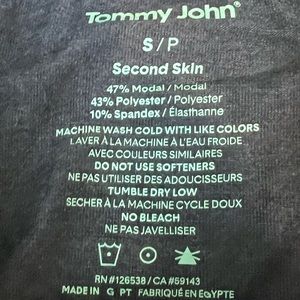 Tommy John®
S/P
Second Skin
47% Modal / Modal
43% Polyester / Polyester
10% Spandex / Élasthanne
MACHINE WASH COLD WITH LIKE COLORS
LAVER À LA MACHINE À L'EAU FROIDE
AVEC COULEURS SIMILAIRES
DO NOT USE SOFTENERS
NE PAS UTILISER DES ADOUCISSEURS
TUMBLE DRY LOW
SECHER À LA MACHINE CYCLE DOUX
NO BLEACH
NE PAS JAVELLISER
RN #126538 / CA #59143
MADE IN G PT FABRIQUÉ EN EGYPTE